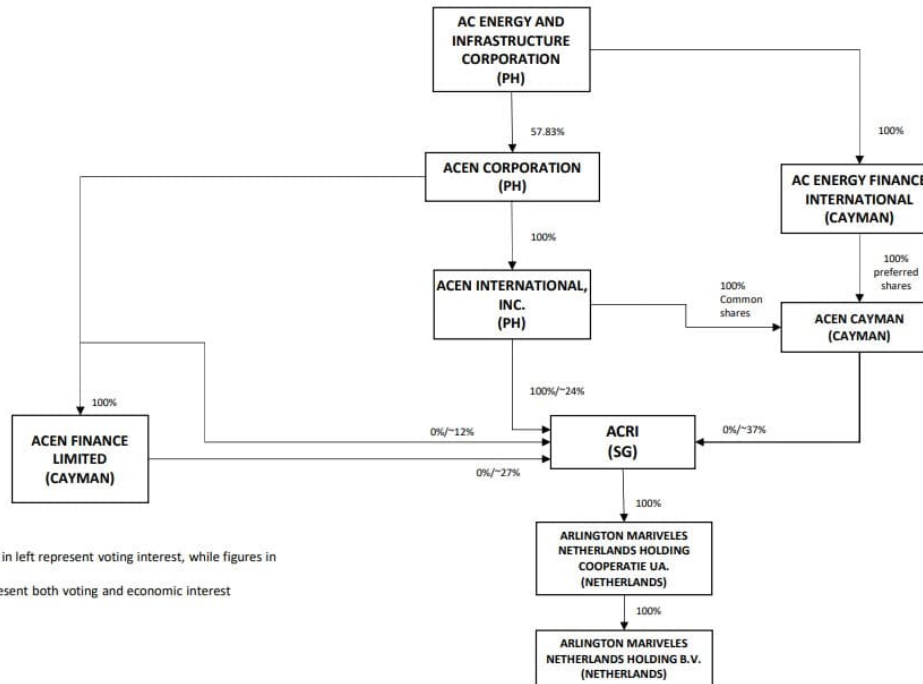 AC ENERGY AND
INFRASTRUCTURE
CORPORATION
(PH)
57.83%
100%
ACEN CORPORATION
(PH)
AC ENERGY FINANCE
INTERNATIONAL
(CAYMAN)
100%
100%
preferred
shares
ACEN INTERNATIONAL,
INC.
(PH)
100%
Common
shares
ACEN CAYMAN
(CAYMAN)
100%/~24%
100%
ACEN FINANCE
LIMITED
(CAYMAN)
0%/~12%
ACRI
(SG)
0%/~37%
0%/~27%
100%
ARLINGTON MARIVELES
NETHERLANDS HOLDING
COOPERATIE UA.
(NETHERLANDS)
in left represent voting interest, while figures in
both voting and economic interest
100%
ARLINGTON MARIVELES
NETHERLANDS HOLDING B.V.
(NETHERLANDS)